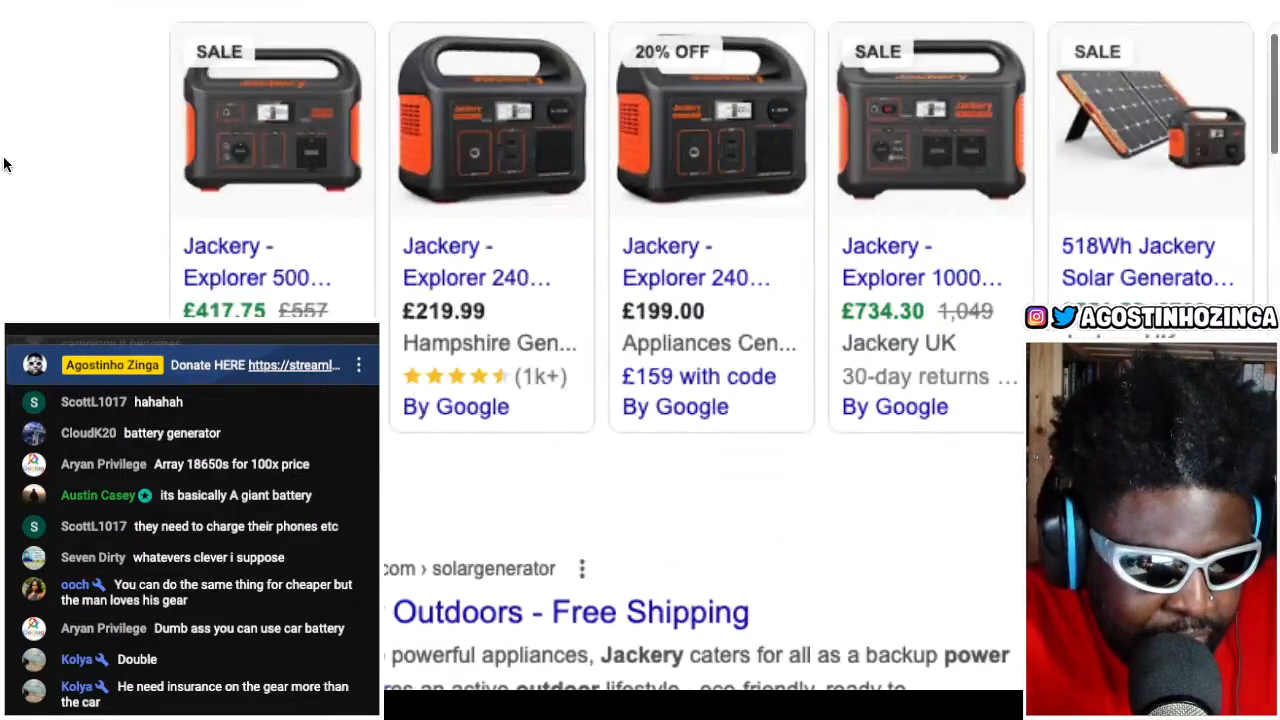 SALE
20% OFF
SALE
SALE
Jackery -
Explorer 500...
£417.75 £557
Jackery -
Explorer 240...
£219.99
Hampshire Gen...
(1k+)
By Google
Jackery -
Explorer 240...
£199.00
Appliances Cen...
£159 with code
By Google
Jackery -
Explorer 1000...
£734.30 1,049
Jackery UK
30-day returns ...
By Google
518Wh Jackery
Solar Generato...
AGOSTINHOZINGA
Agostinho Zinga Donate HERE https://streaml...
S ScottL1017 hahahah
CloudK20 battery generator
Aryan Privilege Array 18650s for 100x price
Austin Casey its basically A giant battery
S ScottL1017 they need to charge their phones etc
Seven Dirty whatevers clever i suppose
ooch You can do the same thing for cheaper but
the man loves his gear
Aryan Privilege Dumb ass you can use car battery
Kolya Double
Kolya He need insurance on the gear more than
the car
com › solargenerator
Outdoors - Free Shipping
powerful appliances, Jackery caters for all as a backup power
an active outdoor lifestyle